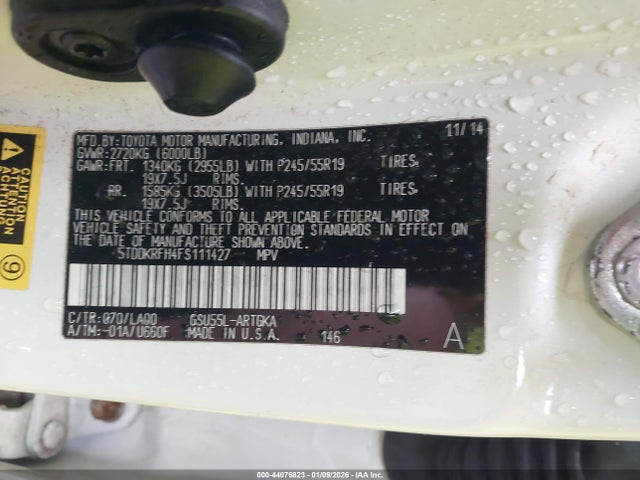 MFD.BY:TOYOTA MOTOR MANUFACTURING, INDIANA, INC. 11/14
GVWR:2720KG (6000LB)
GAWR:FRT. 1340KG (2955LB) WITH P245/55R19 TIRES,
19X7.5J RIMS
RR. 1585KG (3505LB) WITH P245/55R19 TIRES,
19X7.5J RIMS
THIS VEHICLE CONFORMS TO ALL APPLICABLE FEDERAL MOTOR
VEHICLE SAFETY AND THEFT PREVENTION STANDARDS IN EFFECT ON THE
DATE OF MANUFACTURE SHOWN ABOVE.
5TDDKRFH4FS111427 MPV
C/TR:070/LA00 GSU55L-ARTGKA
A/TM:-01A/U660F MADE IN U.S.A. 146 A
CAUTION
ATTENTION
ACHTUNG
9
000-44076823 - 01/09/2026 - IAA Inc.